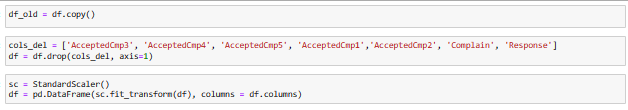 df_old = df.copy()
cols_del = ['AcceptedCmp3', 'AcceptedCmp4', 'AcceptedCmp5', 'AcceptedCmp1','AcceptedCmp2', 'Complain', 'Response']
df = df.drop(cols_del, axis=1)
sc = StandardScaler()
df = pd.DataFrame(sc.fit_transform(df), columns = df.columns)